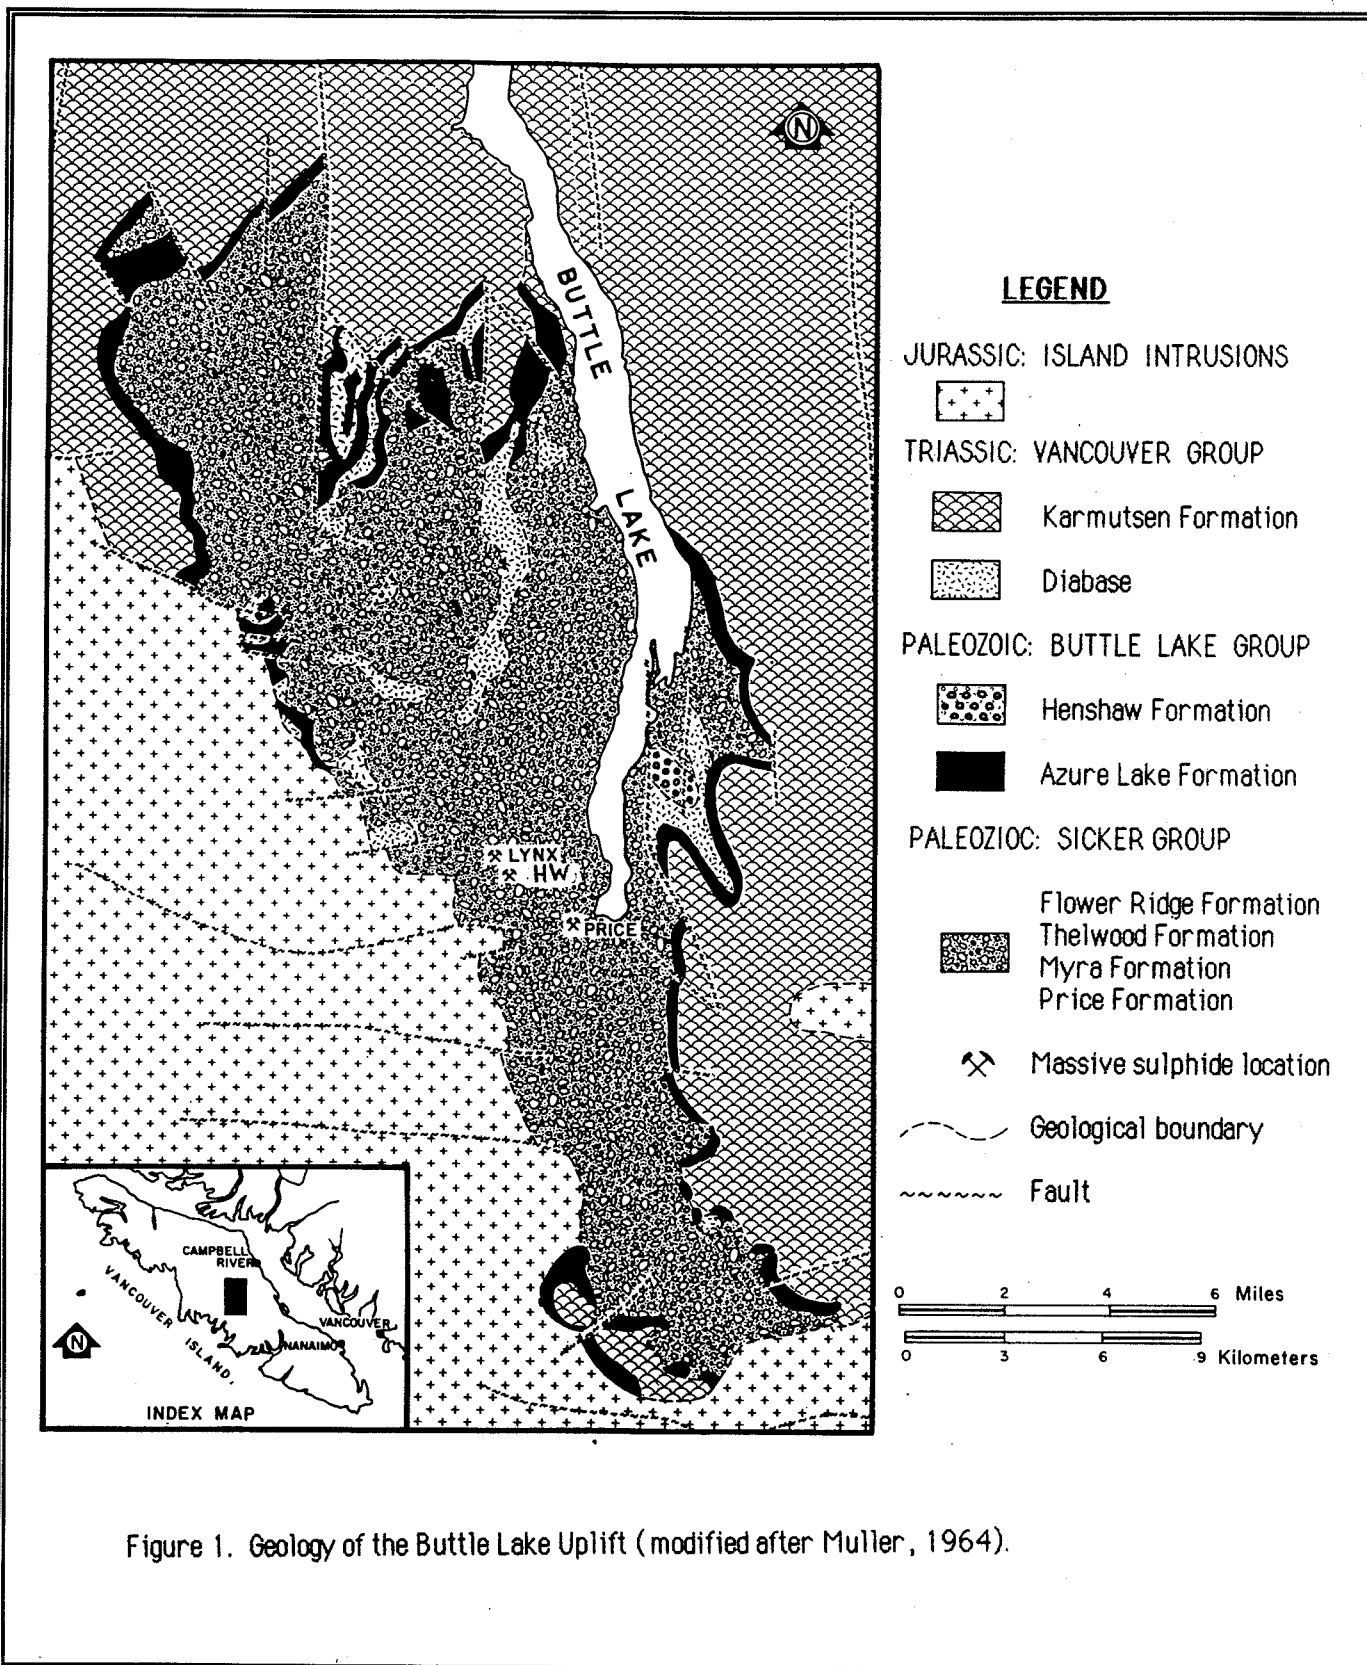 N
BUTTLE
LAKE
LYNX
HW
PRICE
LEGEND
JURASSIC: ISLAND INTRUSIONS
TRIASSIC: VANCOUVER GROUP
Karmutsen Formation
Diabase
PALEOZOIC: BUTTLE LAKE GROUP
Henshaw Formation
Azure Lake Formation
PALEOZIOC: SICKER GROUP
Flower Ridge Formation
Thelwood Formation
Myra Formation
Price Formation
Massive sulphide location
Geological boundary
Fault
0 2 4 6 Miles
0 3 6 9 Kilometers
CAMPBELL
RIVER
VANCOUVER
VANCOUVER ISLAND.
NANAIMO
N
INDEX MAP
Figure 1. Geology of the Buttle Lake Uplift (modified after Muller, 1964).